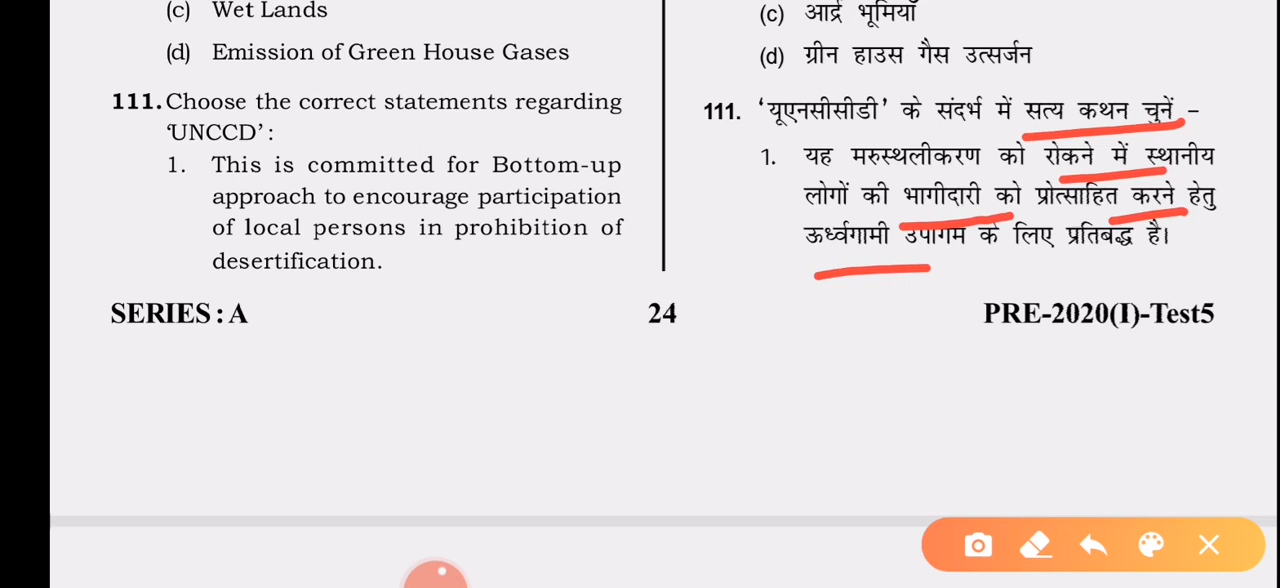 (c) Wet Lands
(d) Emission of Green House Gases
111. Choose the correct statements regarding
‘UNCCD’ :
1. This is committed for Bottom-up
approach to encourage participation
of local persons in prohibition of
desertification.
(c) आर्द्र भूमियाँ
(d) ग्रीन हाउस गैस उत्सर्जन
111. ‘यूएनसीसीडी’ के संदर्भ में सत्य कथन चुनें -
1. यह मरुस्थलीकरण को रोकने में स्थानीय
लोगों की भागीदारी को प्रोत्साहित करने हेतु
ऊर्ध्वगामी उपागम के लिए प्रतिबद्ध है।
SERIES : A 24 PRE-2020(I)-Test5